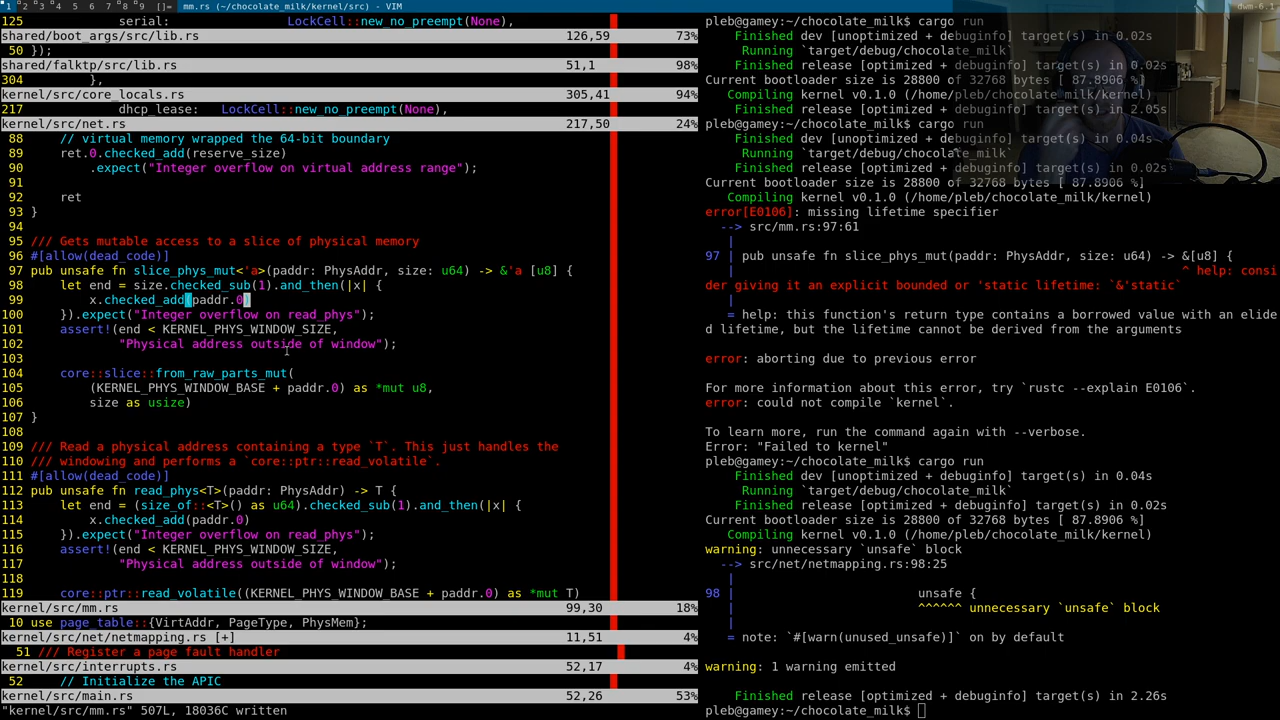 1 2 3 4 5 6 7 8 9 []= mm.rs (~/chocolate_milk/kernel/src) - VIM dwm-6.1
125 serial: LockCell::new_no_preempt(None),
shared/boot_args/src/lib.rs 126,59 73%
50 });
shared/falktp/src/lib.rs 51,1 98%
304 },
kernel/src/core_locals.rs 305,41 94%
217 dhcp_lease: LockCell::new_no_preempt(None),
kernel/src/net.rs 217,50 24%
88 // virtual memory wrapped the 64-bit boundary
89 ret.0.checked_add(reserve_size)
90 .expect("Integer overflow on virtual address range");
91
92 ret
93 }
94
95 /// Gets mutable access to a slice of physical memory
96 #[allow(dead_code)]
97 pub unsafe fn slice_phys_mut<'a>(paddr: PhysAddr, size: u64) -> &'a [u8] {
98 let end = size.checked_sub(1).and_then(|x| {
99 x.checked_add(paddr.0)
100 }).expect("Integer overflow on read_phys");
101 assert!(end < KERNEL_PHYS_WINDOW_SIZE,
102 "Physical address outside of window");
103
104 core::slice::from_raw_parts_mut(
105 (KERNEL_PHYS_WINDOW_BASE + paddr.0) as *mut u8,
106 size as usize)
107 }
108
109 /// Read a physical address containing a type `T`. This just handles the
110 /// windowing and performs a `core::ptr::read_volatile`.
111 #[allow(dead_code)]
112 pub unsafe fn read_phys<T>(paddr: PhysAddr) -> T {
113 let end = (size_of::<T>() as u64).checked_sub(1).and_then(|x| {
114 x.checked_add(paddr.0)
115 }).expect("Integer overflow on read_phys");
116 assert!(end < KERNEL_PHYS_WINDOW_SIZE,
117 "Physical address outside of window");
118
119 core::ptr::read_volatile((KERNEL_PHYS_WINDOW_BASE + paddr.0) as *mut T)
kernel/src/mm.rs 99,30 18%
10 use page_table::{VirtAddr, PageType, PhysMem};
kernel/src/net/netmapping.rs [+] 11,51 4%
51 /// Register a page fault handler
kernel/src/interrupts.rs 52,17 4%
52 // Initialize the APIC
kernel/src/main.rs 52,26 53%
"kernel/src/mm.rs" 507L, 18036C written
pleb@gamey:~/chocolate_milk$ cargo run
Finished dev [unoptimized + debuginfo] target(s) in 0.02s
Running `target/debug/chocolate_milk`
Finished release [optimized + debuginfo] target(s) in 0.02s
Current bootloader size is 28800 of 32768 bytes [ 87.8906 %]
Compiling kernel v0.1.0 (/home/pleb/chocolate_milk/kernel)
Finished release [optimized + debuginfo] target(s) in 2.05s
pleb@gamey:~/chocolate_milk$ cargo run
Finished dev [unoptimized + debuginfo] target(s) in 0.04s
Running `target/debug/chocolate_milk`
Finished release [optimized + debuginfo] target(s) in 0.02s
Current bootloader size is 28800 of 32768 bytes [ 87.8906 %]
Compiling kernel v0.1.0 (/home/pleb/chocolate_milk/kernel)
error[E0106]: missing lifetime specifier
--> src/mm.rs:97:61
|
97 | pub unsafe fn slice_phys_mut(paddr: PhysAddr, size: u64) -> &[u8] {
| ^ help: consi
der giving it an explicit bounded or 'static lifetime: `&'static`
|
= help: this function's return type contains a borrowed value with an elide
d lifetime, but the lifetime cannot be derived from the arguments
error: aborting due to previous error
For more information about this error, try `rustc --explain E0106`.
error: could not compile `kernel`.
To learn more, run the command again with --verbose.
Error: "Failed to kernel"
pleb@gamey:~/chocolate_milk$ cargo run
Finished dev [unoptimized + debuginfo] target(s) in 0.04s
Running `target/debug/chocolate_milk`
Finished release [optimized + debuginfo] target(s) in 0.02s
Current bootloader size is 28800 of 32768 bytes [ 87.8906 %]
Compiling kernel v0.1.0 (/home/pleb/chocolate_milk/kernel)
warning: unnecessary `unsafe` block
--> src/net/netmapping.rs:98:25
|
98 | unsafe {
| ^^^^^^ unnecessary `unsafe` block
|
= note: `#[warn(unused_unsafe)]` on by default
warning: 1 warning emitted
Finished release [optimized + debuginfo] target(s) in 2.26s
pleb@gamey:~/chocolate_milk$